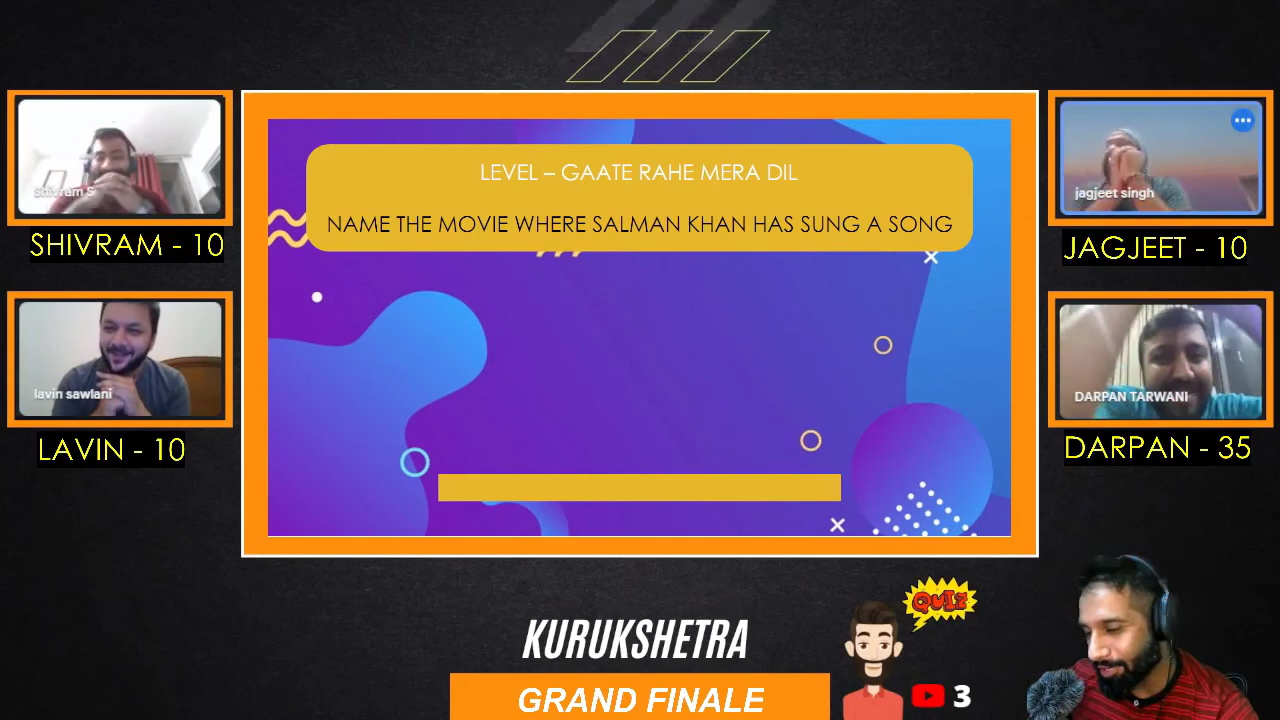 LEVEL – GAATE RAHE MERA DIL
NAME THE MOVIE WHERE SALMAN KHAN HAS SUNG A SONG
Shivram S
SHIVRAM - 10
jagjeet singh
JAGJEET - 10
lavin sawlani
LAVIN - 10
DARPAN TARWANI
DARPAN - 35
QUIZ
KURUKSHETRA
GRAND FINALE
3